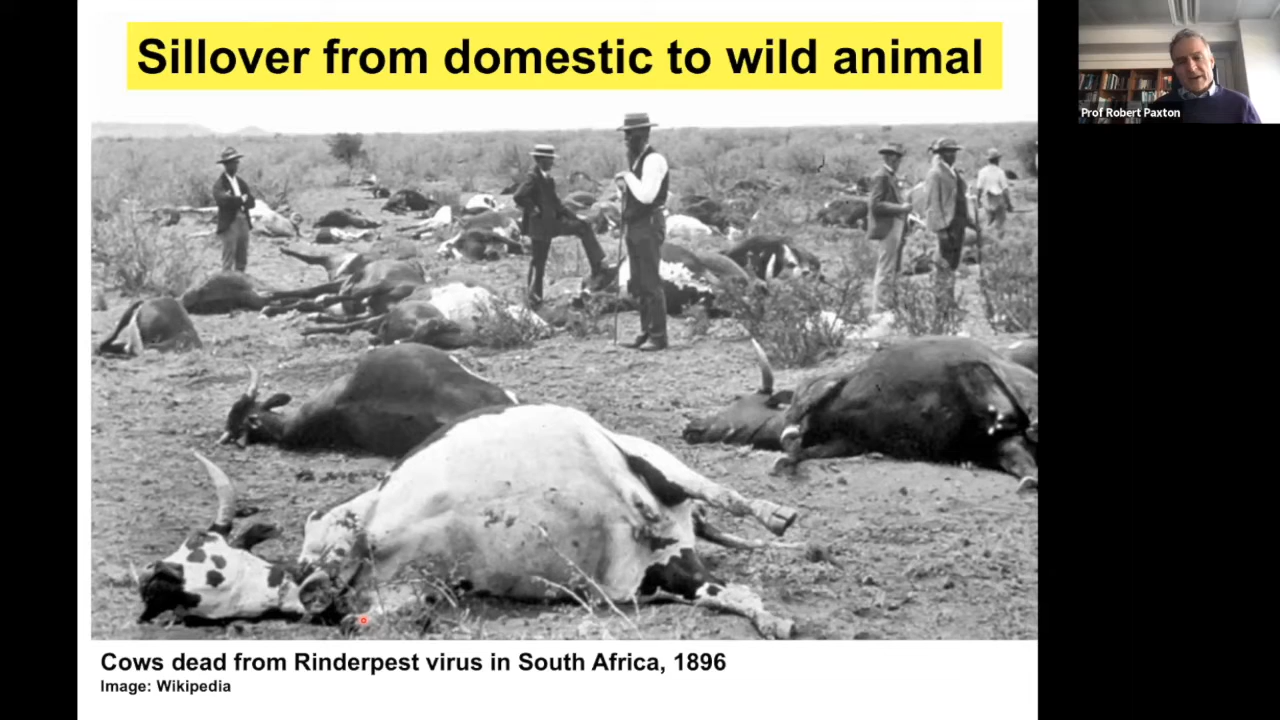 Sillover from domestic to wild animal
Prof Robert Paxton
Cows dead from Rinderpest virus in South Africa, 1896
Image: Wikipedia